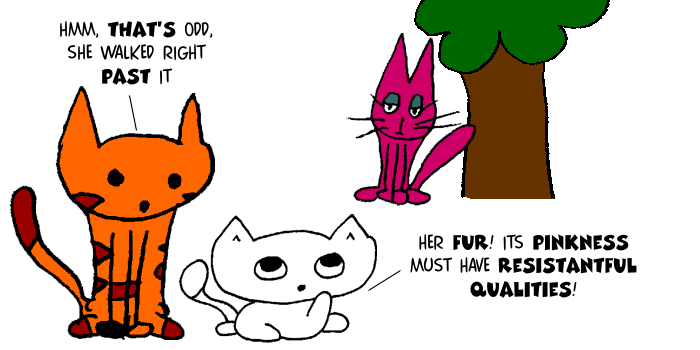 HMM, THAT'S ODD,
SHE WALKED RIGHT
PAST IT
HER FUR! ITS PINKNESS
MUST HAVE RESISTANTFUL
QUALITIES!